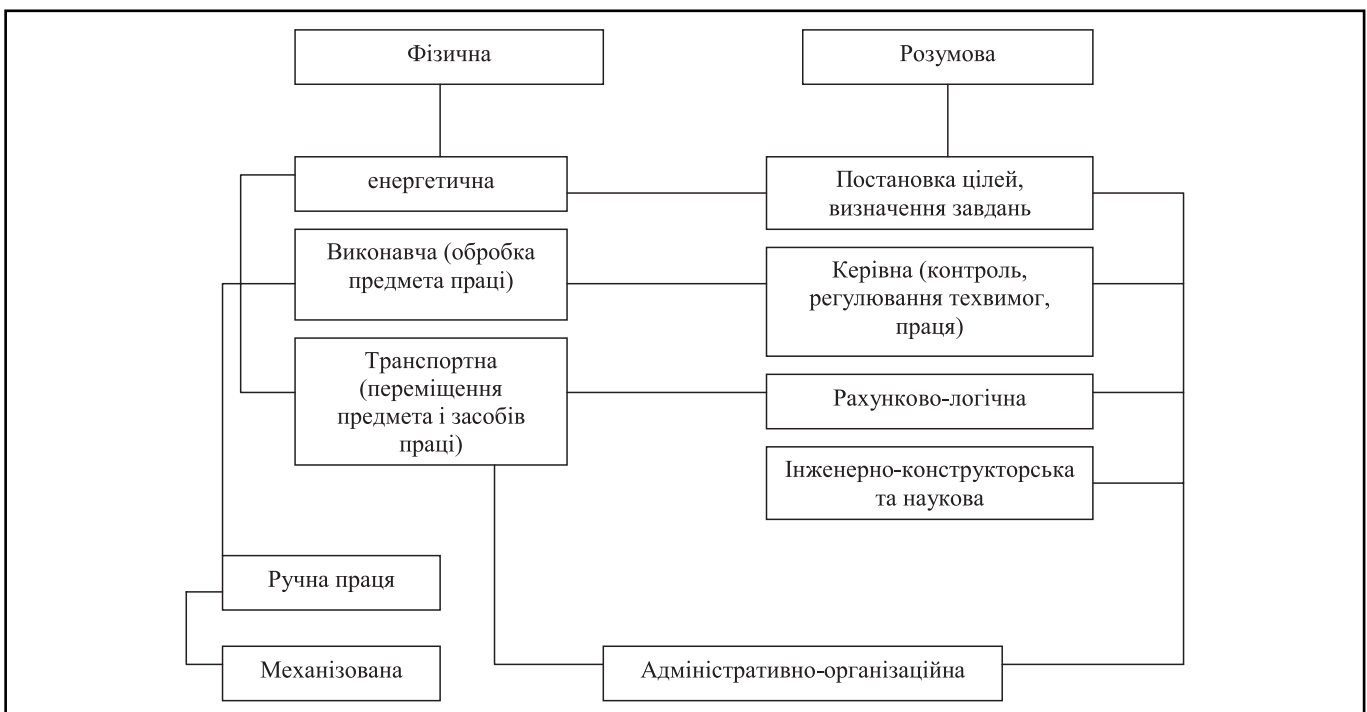 Фізична
Розумова
енергетична
Постановка цілей,
визначення завдань
Виконавча (обробка
предмета праці)
Керівна (контроль,
регулювання техвимог,
праця)
Транспортна
(переміщення
предмета і засобів
праці)
Рахунково-логічна
Інженерно-конструкторська
та наукова
Ручна праця
Механізована
Адміністративно-організаційна